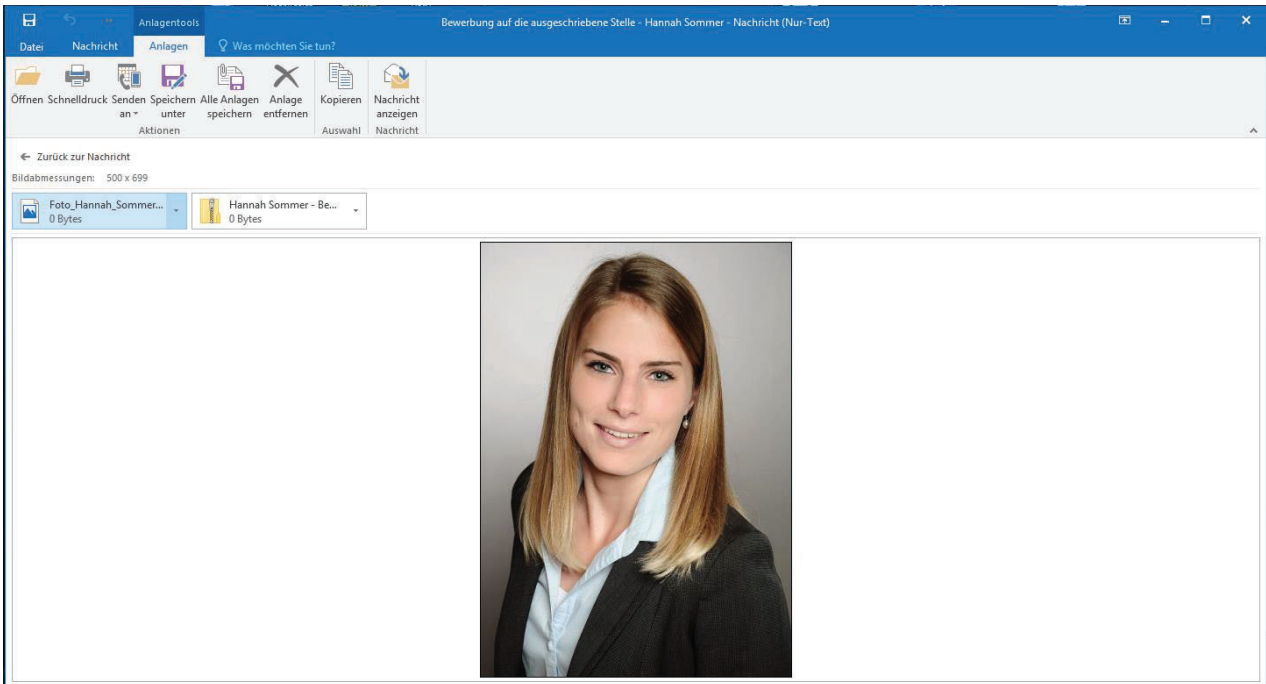 Anlagentools
Bewerbung auf die ausgeschriebene Stelle - Hannah Sommer - Nachricht (Nur-Text)
Datei Nachricht Anlagen Was möchten Sie tun?
Öffnen Schnelldruck Senden an Speichern unter Alle Anlagen speichern Anlage entfernen Kopieren Nachricht anzeigen
Aktionen Auswahl Nachricht
← Zurück zur Nachricht
Bildabmessungen: 500 x 699
Foto_Hannah_Sommer...
0 Bytes
Hannah Sommer - Be...
0 Bytes